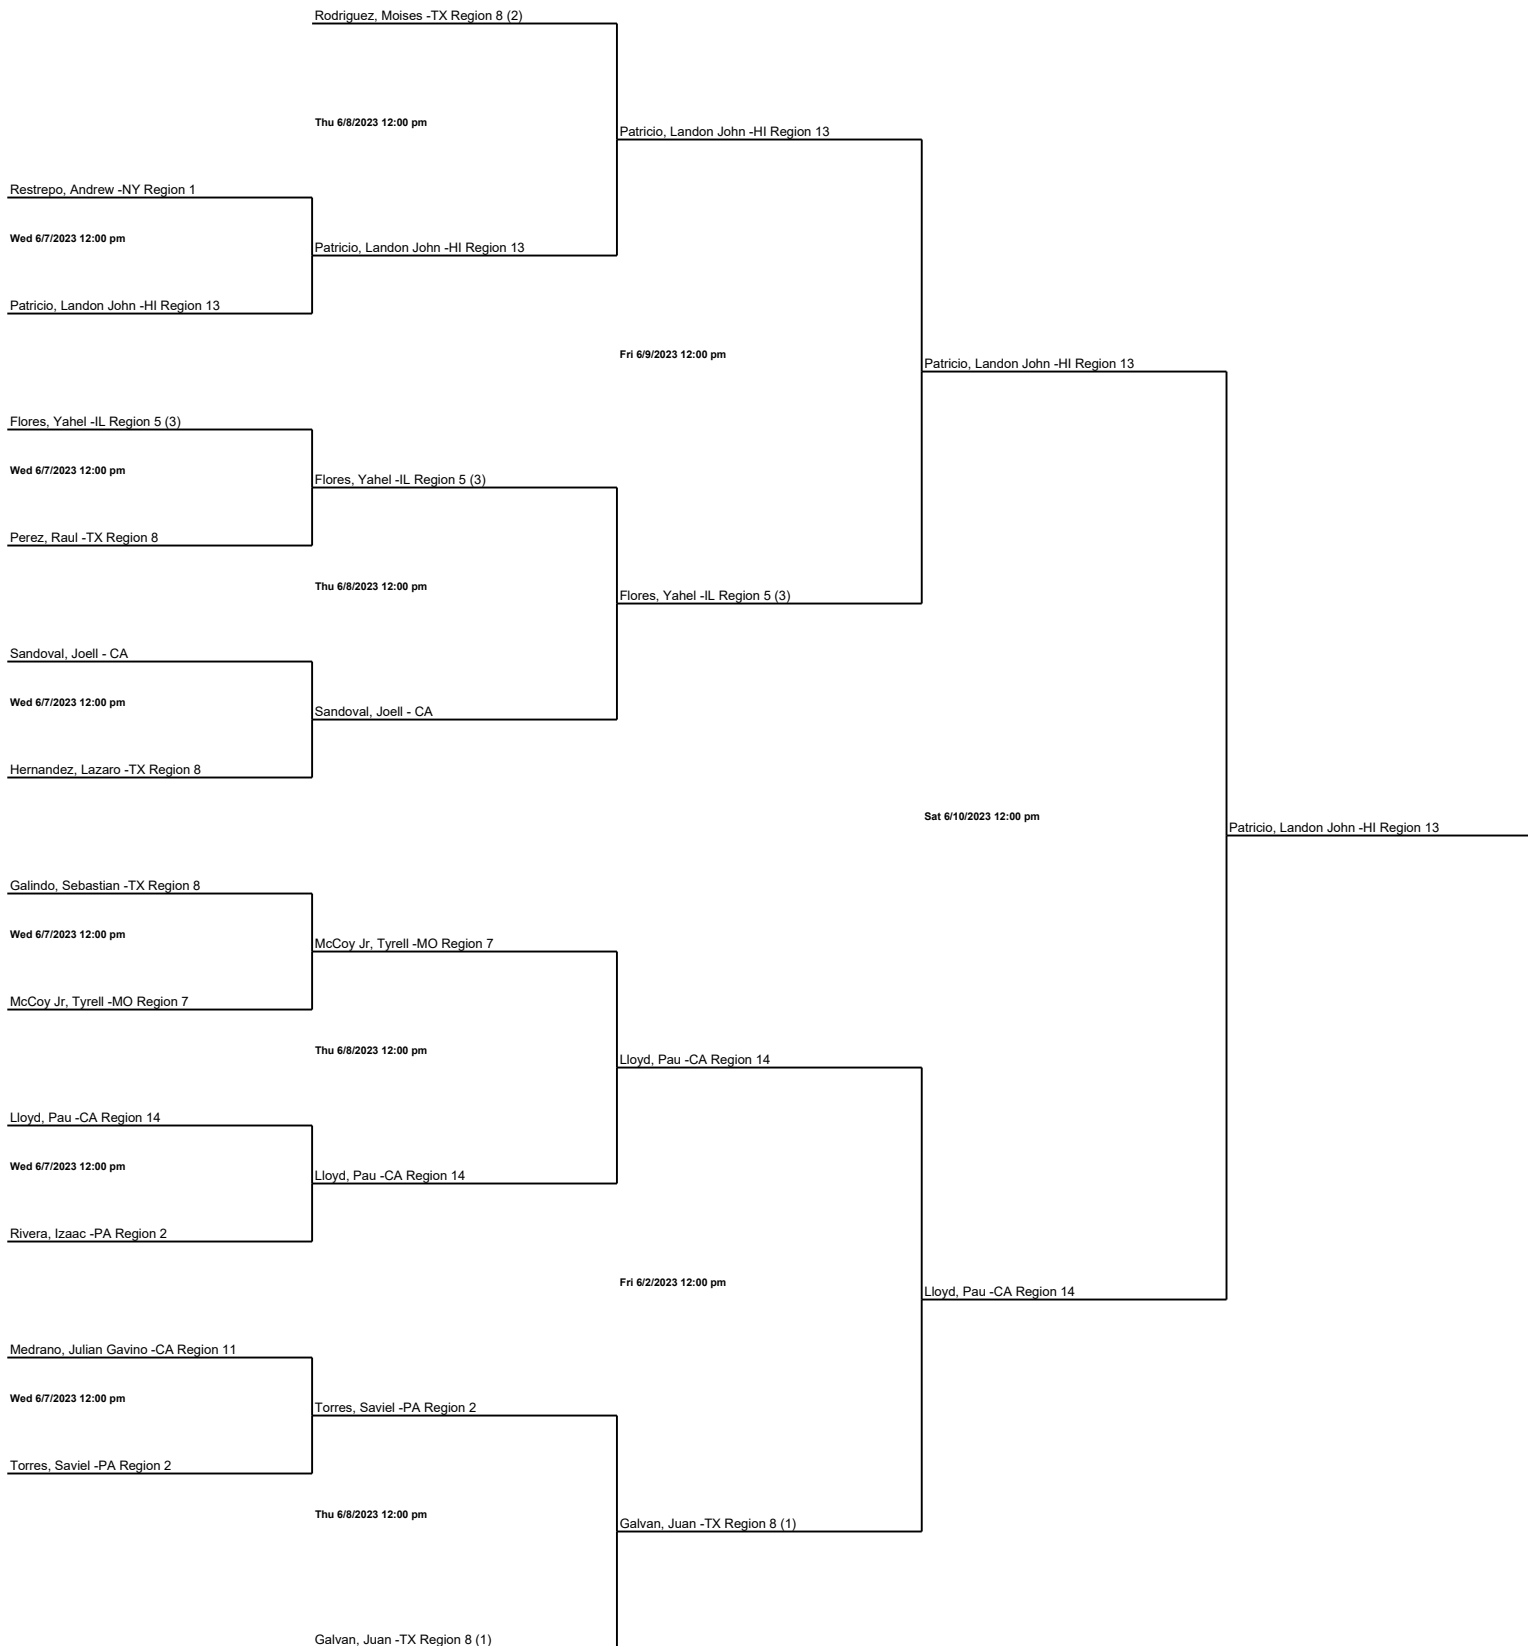 Rodriguez, Moises -TX Region 8 (2)
Thu 6/8/2023 12:00 pm
Patricio, Landon John -HI Region 13
Restrepo, Andrew -NY Region 1
Wed 6/7/2023 12:00 pm
Patricio, Landon John -HI Region 13
Patricio, Landon John -HI Region 13
Fri 6/9/2023 12:00 pm
Patricio, Landon John -HI Region 13
Flores, Yahel -IL Region 5 (3)
Wed 6/7/2023 12:00 pm
Flores, Yahel -IL Region 5 (3)
Perez, Raul -TX Region 8
Thu 6/8/2023 12:00 pm
Flores, Yahel -IL Region 5 (3)
Sandoval, Joell - CA
Wed 6/7/2023 12:00 pm
Sandoval, Joell - CA
Hernandez, Lazaro -TX Region 8
Sat 6/10/2023 12:00 pm
Patricio, Landon John -HI Region 13
Galindo, Sebastian -TX Region 8
Wed 6/7/2023 12:00 pm
McCoy Jr, Tyrell -MO Region 7
McCoy Jr, Tyrell -MO Region 7
Thu 6/8/2023 12:00 pm
Lloyd, Pau -CA Region 14
Lloyd, Pau -CA Region 14
Wed 6/7/2023 12:00 pm
Lloyd, Pau -CA Region 14
Rivera, Izaac -PA Region 2
Fri 6/2/2023 12:00 pm
Lloyd, Pau -CA Region 14
Medrano, Julian Gavino -CA Region 11
Wed 6/7/2023 12:00 pm
Torres, Saviel -PA Region 2
Torres, Saviel -PA Region 2
Thu 6/8/2023 12:00 pm
Galvan, Juan -TX Region 8 (1)
Galvan, Juan -TX Region 8 (1)